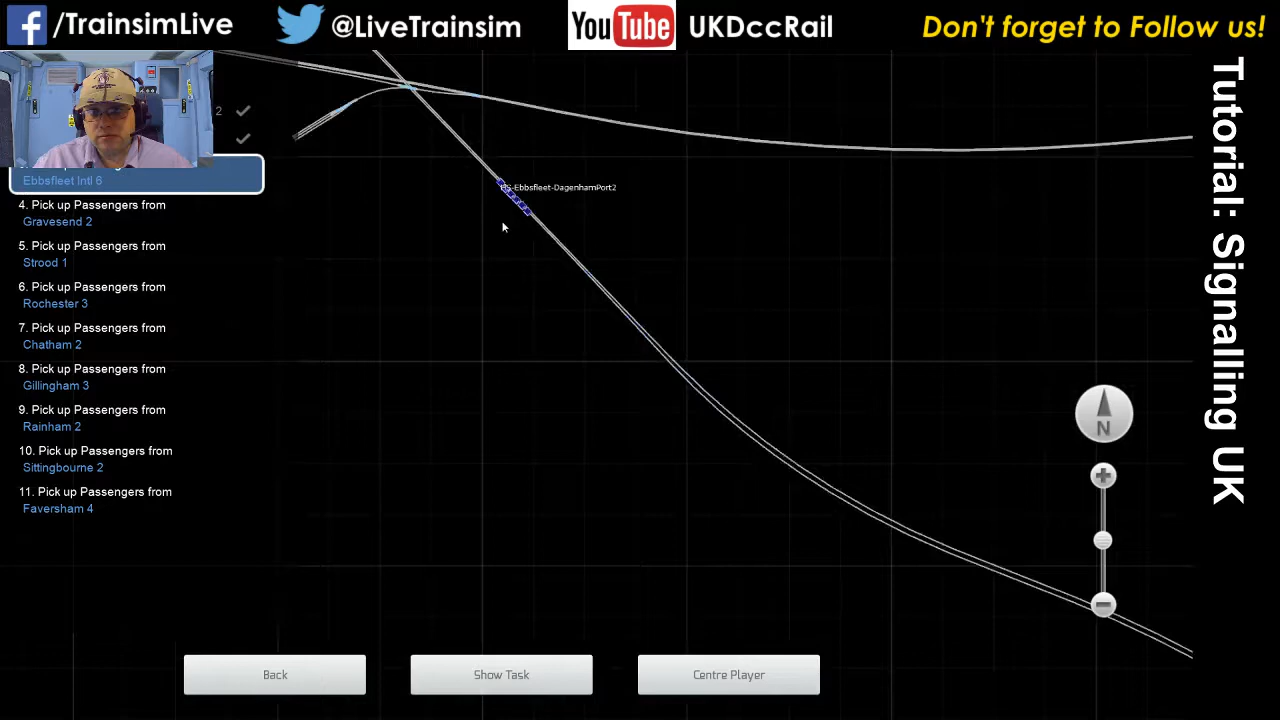 /TrainsimLive
@LiveTrainsim
YouTube
UKDccRail
Don't forget to Follow us!
Tutorial: Signalling UK
2
Ebbsfleet Intl 6
4. Pick up Passengers from
Gravesend 2
5. Pick up Passengers from
Strood 1
6. Pick up Passengers from
Rochester 3
7. Pick up Passengers from
Chatham 2
8. Pick up Passengers from
Gillingham 3
9. Pick up Passengers from
Rainham 2
10. Pick up Passengers from
Sittingbourne 2
11. Pick up Passengers from
Faversham 4
-Ebbsfleet-DagenhamPort2
N
Back
Show Task
Centre Player